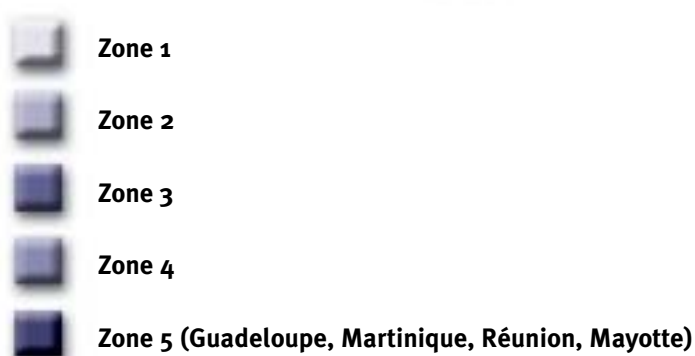 Zone 1
Zone 2
Zone 3
Zone 4
Zone 5 (Guadeloupe, Martinique, Réunion, Mayotte)